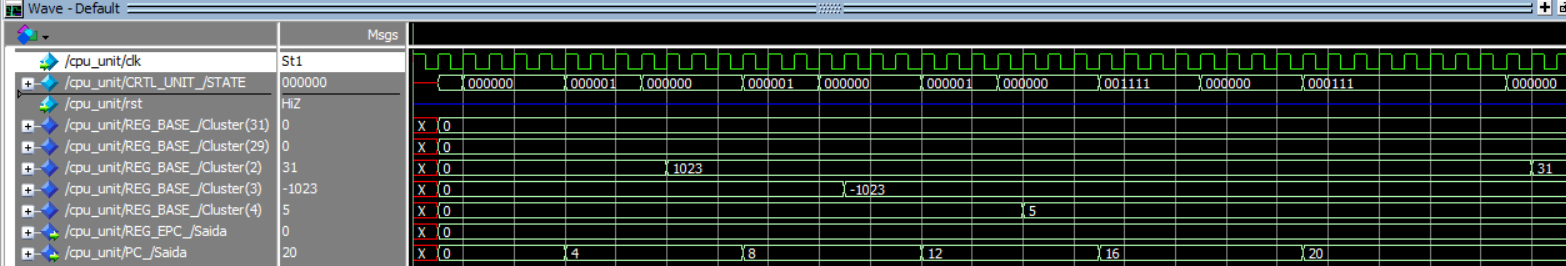 Wave - Default
Msgs
/cpu_unit/clk St1
/cpu_unit/CRTL_UNIT_/STATE 000000 000000 000001 000000 000001 000000 000001 000000 001111 000000 000111 000000
/cpu_unit/rst HiZ
/cpu_unit/REG_BASE_/Cluster(31) 0 X 0
/cpu_unit/REG_BASE_/Cluster(29) 0 X 0
/cpu_unit/REG_BASE_/Cluster(2) 31 X 0 1023 31
/cpu_unit/REG_BASE_/Cluster(3) -1023 X 0 -1023
/cpu_unit/REG_BASE_/Cluster(4) 5 X 0 5
/cpu_unit/REG_EPC_/Saida 0 X 0
/cpu_unit/PC_/Saida 20 X 0 4 8 12 16 20